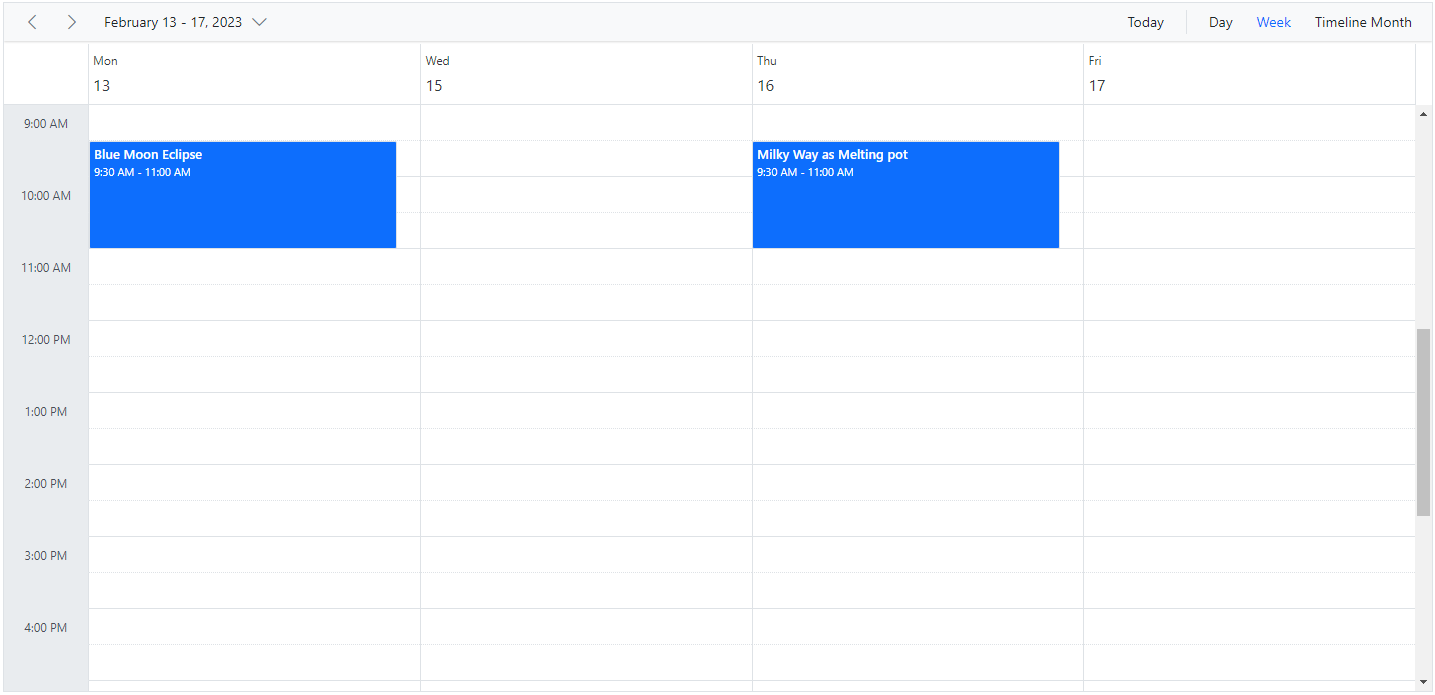 February 13 - 17, 2023 Today Day Week Timeline Month
Mon Wed Thu Fri
13 15 16 17
9:00 AM
Blue Moon Eclipse Milky Way as Melting pot
9:30 AM - 11:00 AM 9:30 AM - 11:00 AM
10:00 AM
11:00 AM
12:00 PM
1:00 PM
2:00 PM
3:00 PM
4:00 PM